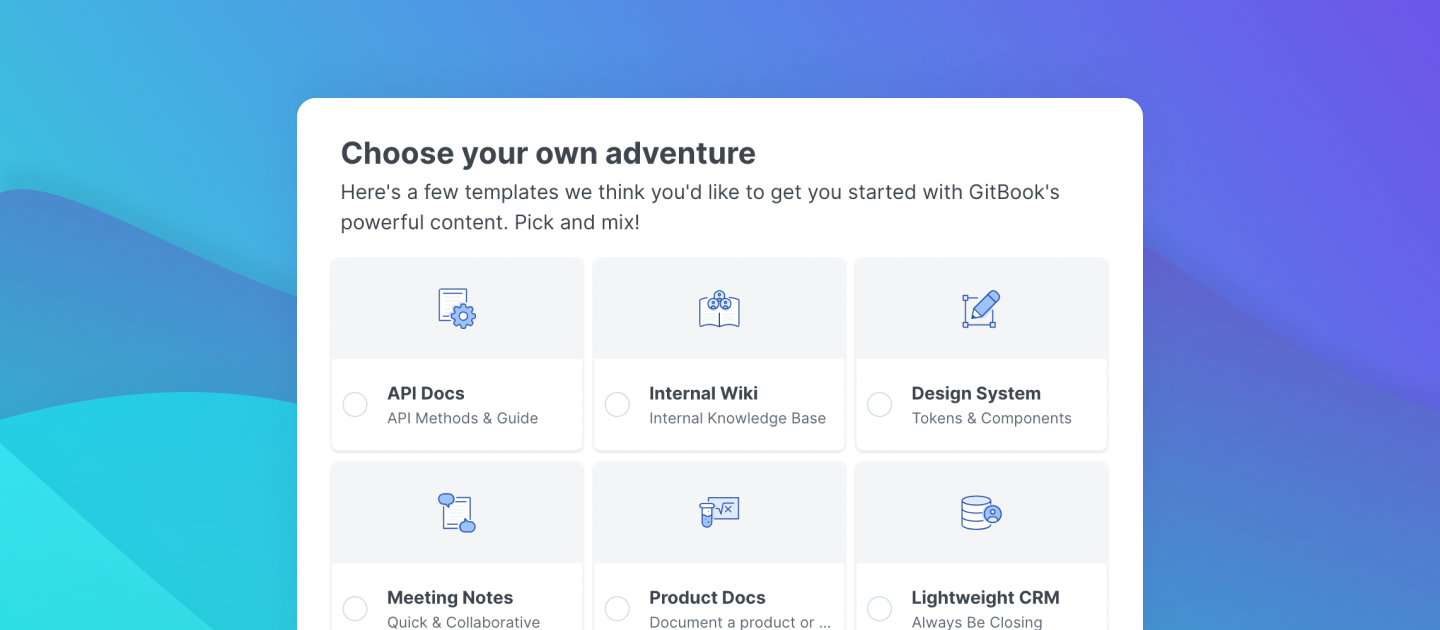 Choose your own adventure
Here's a few templates we think you'd like to get you started with GitBook's
powerful content. Pick and mix!
API Docs
API Methods & Guide
Internal Wiki
Internal Knowledge Base
Design System
Tokens & Components
√x
Meeting Notes
Quick & Collaborative
Product Docs
Document a product or ...
Lightweight CRM
Always Be Closing